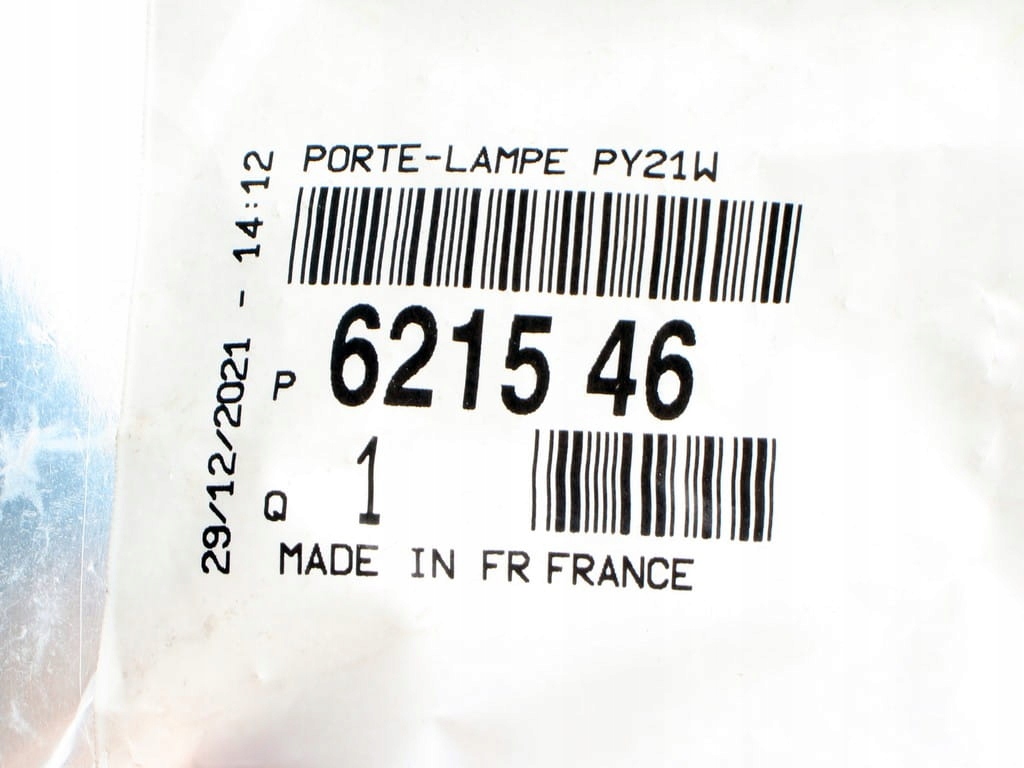 PORTE-LAMPE PY21W
29/12/2021 - 14:12
P 6215 46
Q 1
MADE IN FR FRANCE